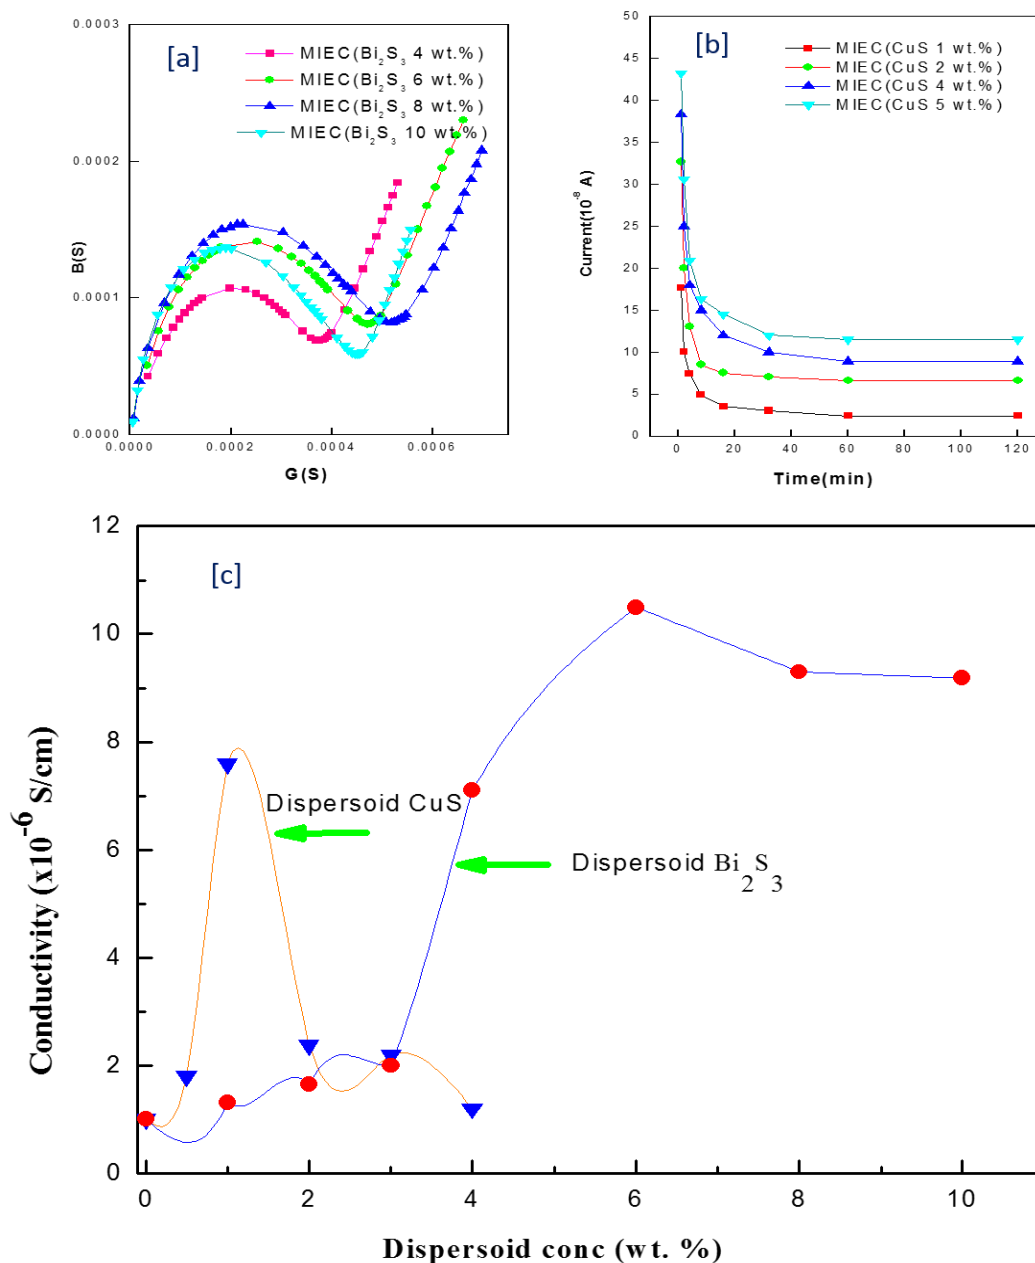 [a]
0.0003
0.0002
0.0001
0.0000
B(S)
MIEC(Bi₂S₃ 4 wt.%)
MIEC(Bi₂S₃ 6 wt.%)
MIEC(Bi₂S₃ 8 wt.%)
MIEC(Bi₂S₃ 10 wt.%)
0.0000 0.0002 0.0004 0.0006
G(S)
[b]
50
45
40
35
30
25
20
15
10
5
0
Current(10⁻⁸ A)
MIEC(CuS 1 wt.%)
MIEC(CuS 2 wt.%)
MIEC(CuS 4 wt.%)
MIEC(CuS 5 wt.%)
0 20 40 60 80 100 120
Time(min)
[c]
12
10
8
6
4
2
0
Conductivity (x10⁻⁶ S/cm)
Dispersoid CuS
Dispersoid Bi₂S₃
0 2 4 6 8 10
Dispersoid conc (wt. %)